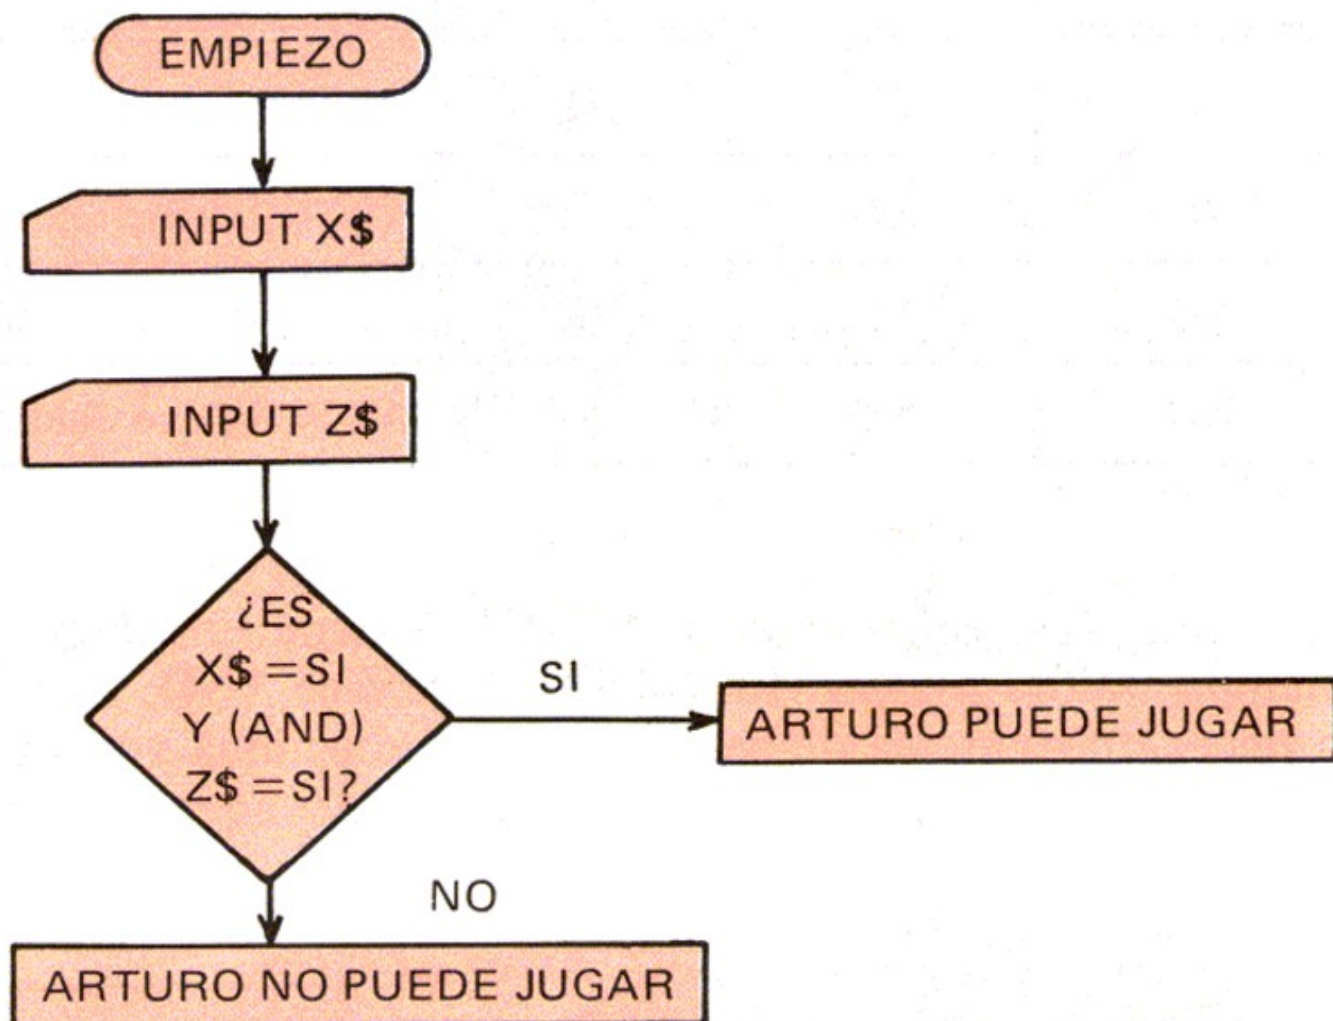 EMPIEZO
INPUT X$
INPUT Z$
¿ES
X$=SI
Y (AND)
Z$=SI?
SI
ARTURO PUEDE JUGAR
NO
ARTURO NO PUEDE JUGAR